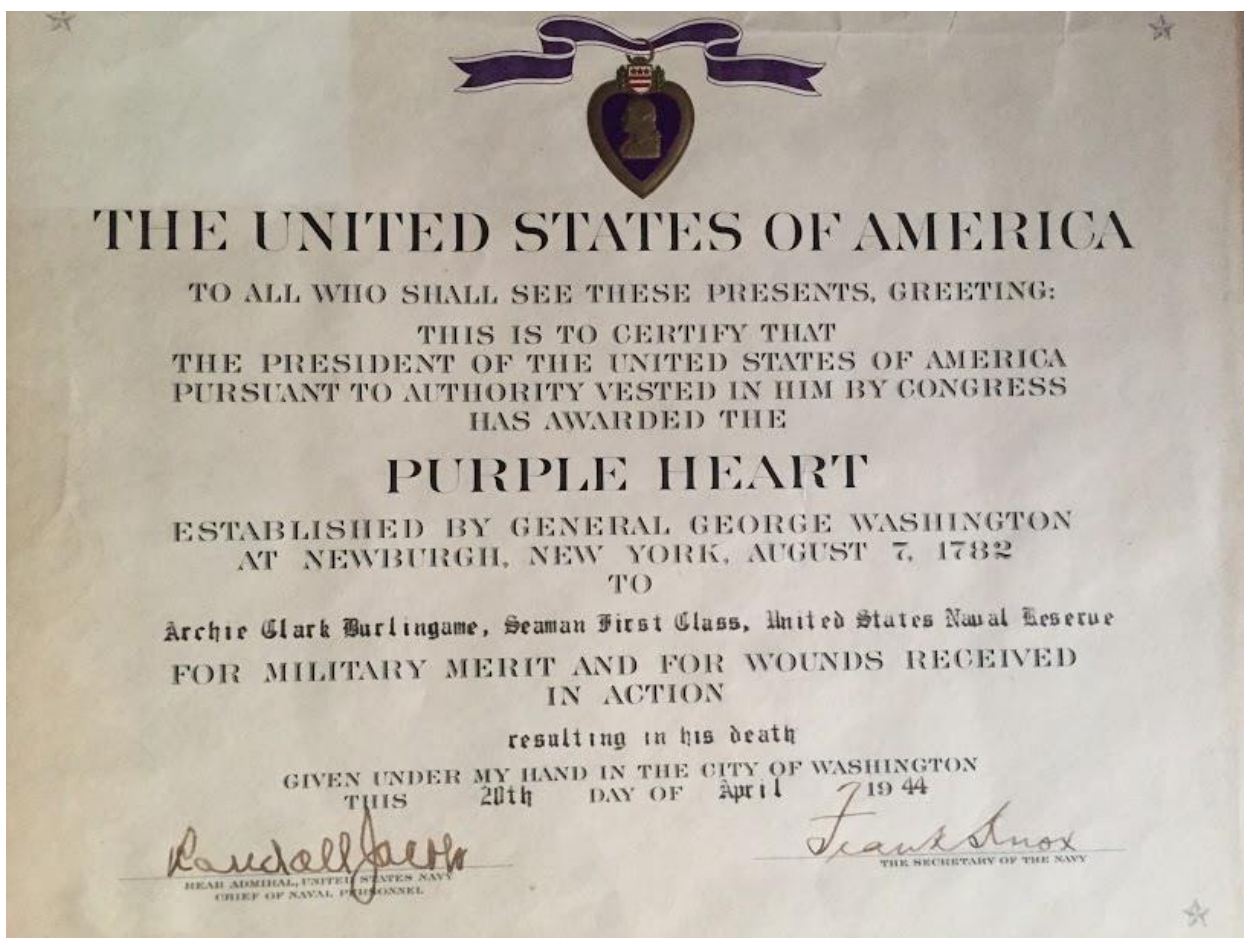 THE UNITED STATES OF AMERICA
TO ALL WHO SHALL SEE THESE PRESENTS, GREETING:
THIS IS TO CERTIFY THAT
THE PRESIDENT OF THE UNITED STATES OF AMERICA
PURSUANT TO AUTHORITY VESTED IN HIM BY CONGRESS
HAS AWARDED THE
PURPLE HEART
ESTABLISHED BY GENERAL GEORGE WASHINGTON
AT NEWBURGH, NEW YORK, AUGUST 7, 1782
TO
Archie Clark Burlingame, Seaman First Class, United States Naval Reserve
FOR MILITARY MERIT AND FOR WOUNDS RECEIVED
IN ACTION
resulting in his death
GIVEN UNDER MY HAND IN THE CITY OF WASHINGTON
THIS 20th DAY OF April 1944
Randall Jacobs
REAR ADMIRAL, UNITED STATES NAVY
CHIEF OF NAVAL PERSONNEL
Frank Knox
THE SECRETARY OF THE NAVY